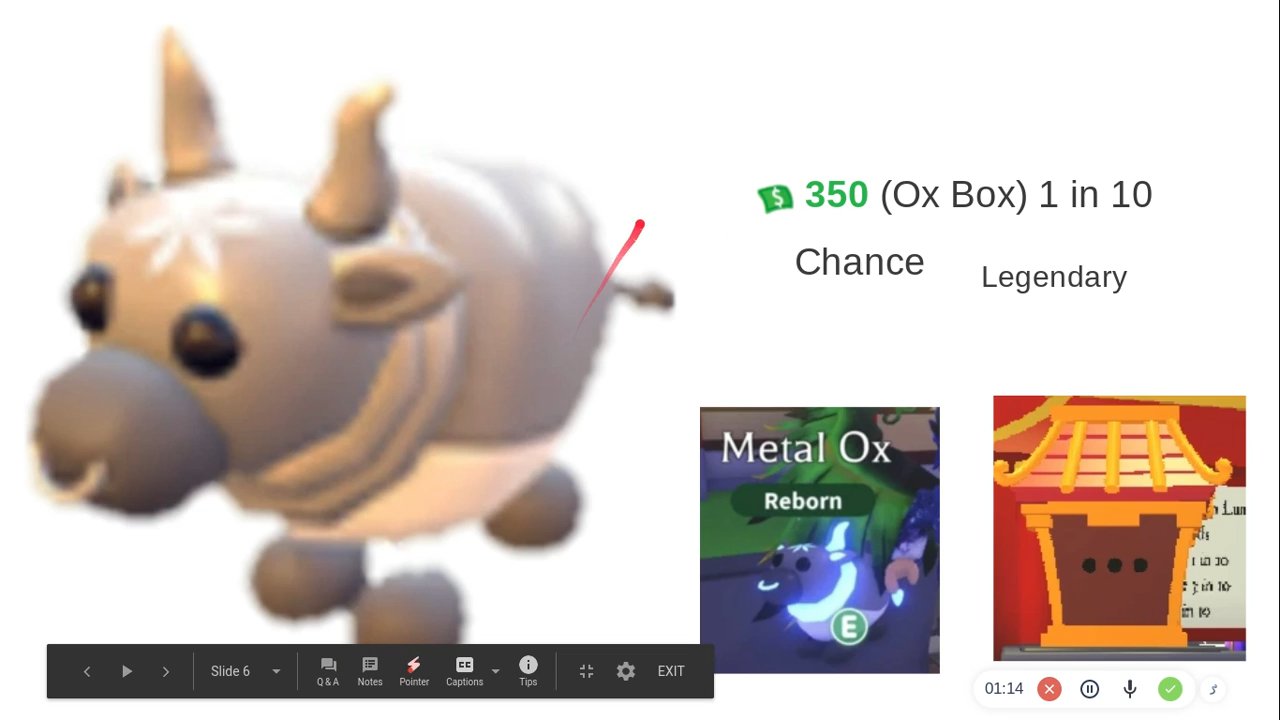 350 (Ox Box) 1 in 10
Chance
Legendary
Metal Ox
Reborn
E
Slide 6
Q & A
Notes
Pointer
CC
Captions
Tips
EXIT
01:14